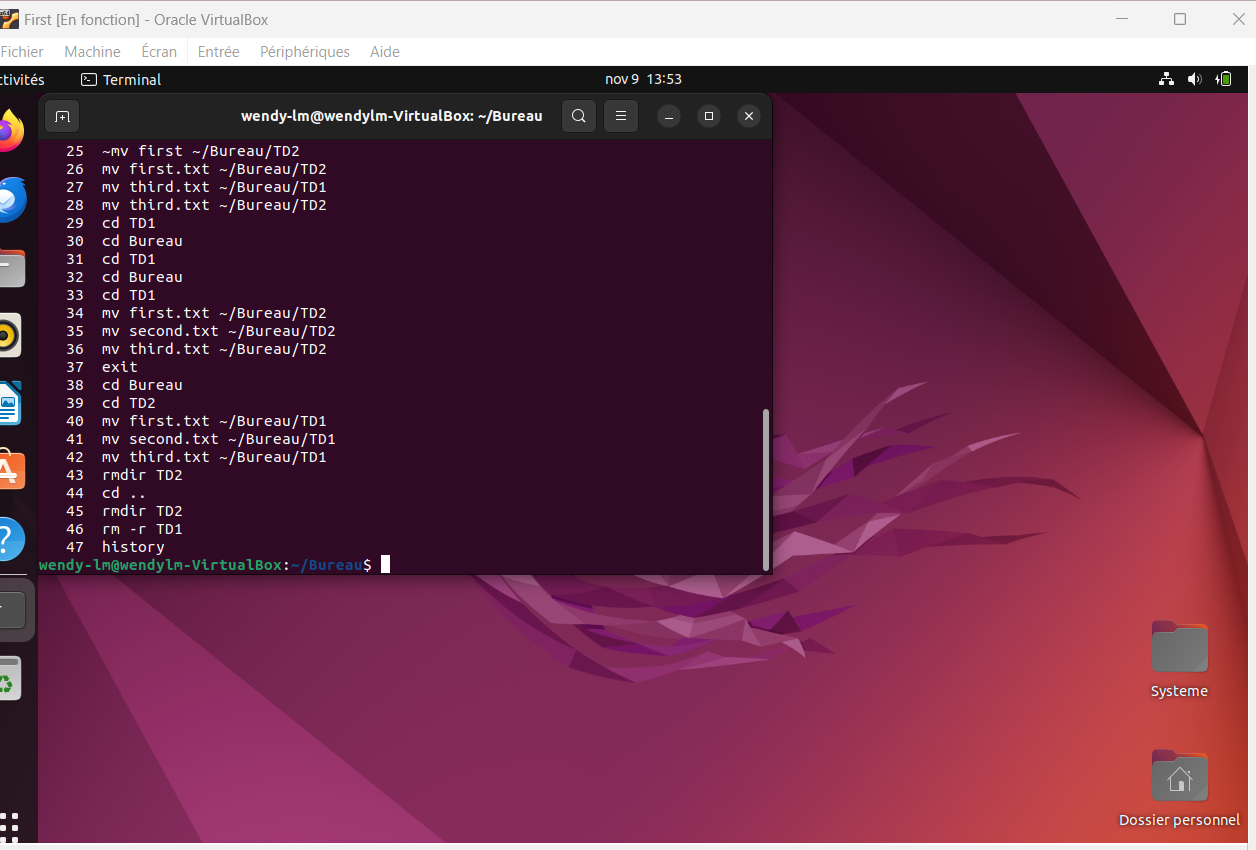 First [En fonction] - Oracle VirtualBox
Fichier Machine Écran Entrée Périphériques Aide
ctivités Terminal nov 9 13:53
wendy-lm@wendylm-VirtualBox: ~/Bureau
25 ~mv first ~/Bureau/TD2
26 mv first.txt ~/Bureau/TD2
27 mv third.txt ~/Bureau/TD1
28 mv third.txt ~/Bureau/TD2
29 cd TD1
30 cd Bureau
31 cd TD1
32 cd Bureau
33 cd TD1
34 mv first.txt ~/Bureau/TD2
35 mv second.txt ~/Bureau/TD2
36 mv third.txt ~/Bureau/TD2
37 exit
38 cd Bureau
39 cd TD2
40 mv first.txt ~/Bureau/TD1
41 mv second.txt ~/Bureau/TD1
42 mv third.txt ~/Bureau/TD1
43 rmdir TD2
44 cd ..
45 rmdir TD2
46 rm -r TD1
47 history
wendy-lm@wendylm-VirtualBox:~/Bureau$
Systeme
Dossier personnel